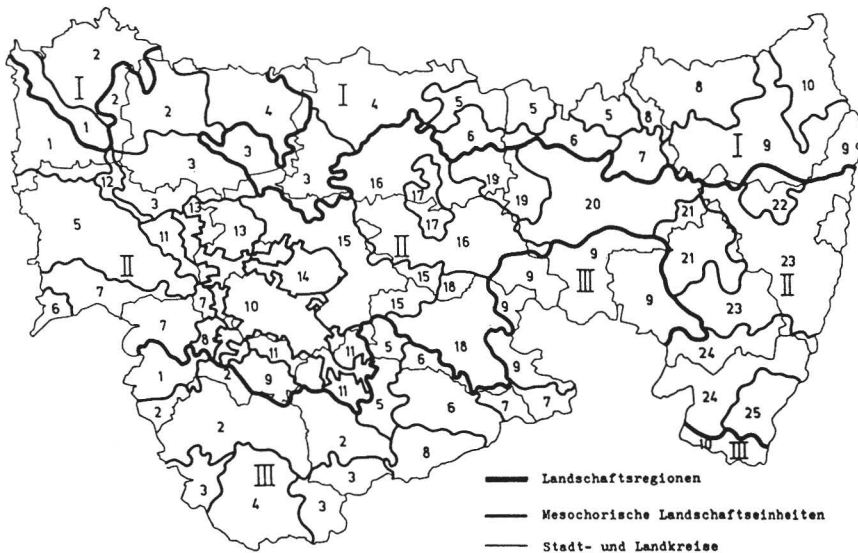 2 I I 8 10
2 2 4 4 5 5 5 8
1 1 6 6 I 9
3 3 7 9
12 3 16 19
3 13 17 19 20 21 22
5 11 13 15 II 17 16 21 23
II 14 15 9 9 III II
7 7 10 15 18 9 9 23
6 7 8 11 11 5 6 18 24
1 2 9 11 5 9 24 25
2 2 2 6 7 7
III 8 10 III
3 4 3 3
Landschaftsregionen
Mesochorische Landschaftseinheiten
Stadt- und Landkreise